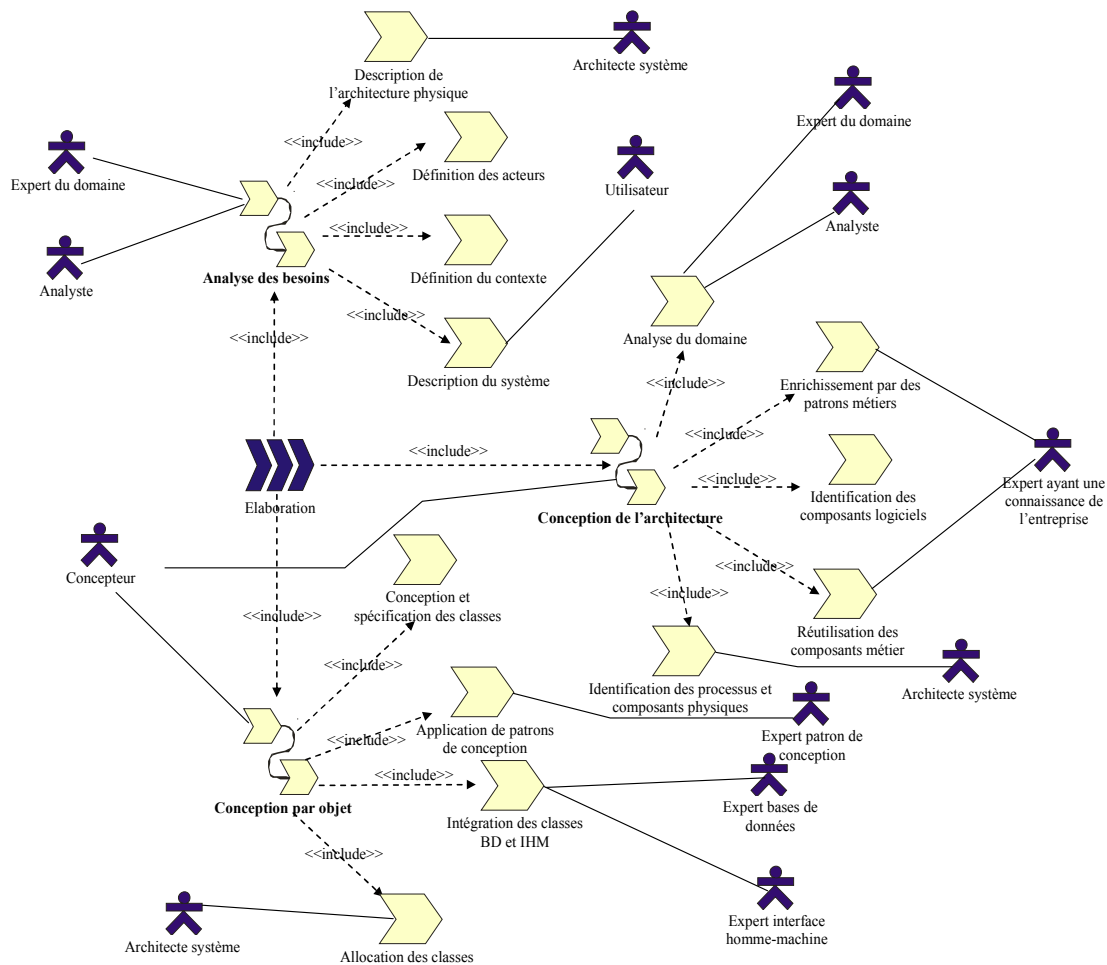 Description de
l'architecture physique
Architecte système
<<include>>
Expert du domaine
Expert du domaine
Définition des acteurs
<<include>>
Utilisateur
Analyste
<<include>>
Définition du contexte
Analyste
Analyse des besoins
<<include>>
<<include>>
Description du système
Analyse du domaine
<<include>>
Enrichissement par des
patrons métiers
<<include>>
<<include>>
Elaboration
<<include>>
Identification des
composants logiciels
Expert ayant une
connaissance de
l'entreprise
Conception de l'architecture
Concepteur
<<include>>
<<include>>
<<include>>
Conception et
spécification des classes
Réutilisation des
composants métier
<<include>>
Identification des processus et
composants physiques
Architecte système
Application de patrons
de conception
<<include>>
Expert patron de
conception
<<include>>
Conception par objet
Intégration des classes
BD et IHM
Expert bases de
données
<<include>>
Expert interface
homme-machine
Architecte système
Allocation des classes